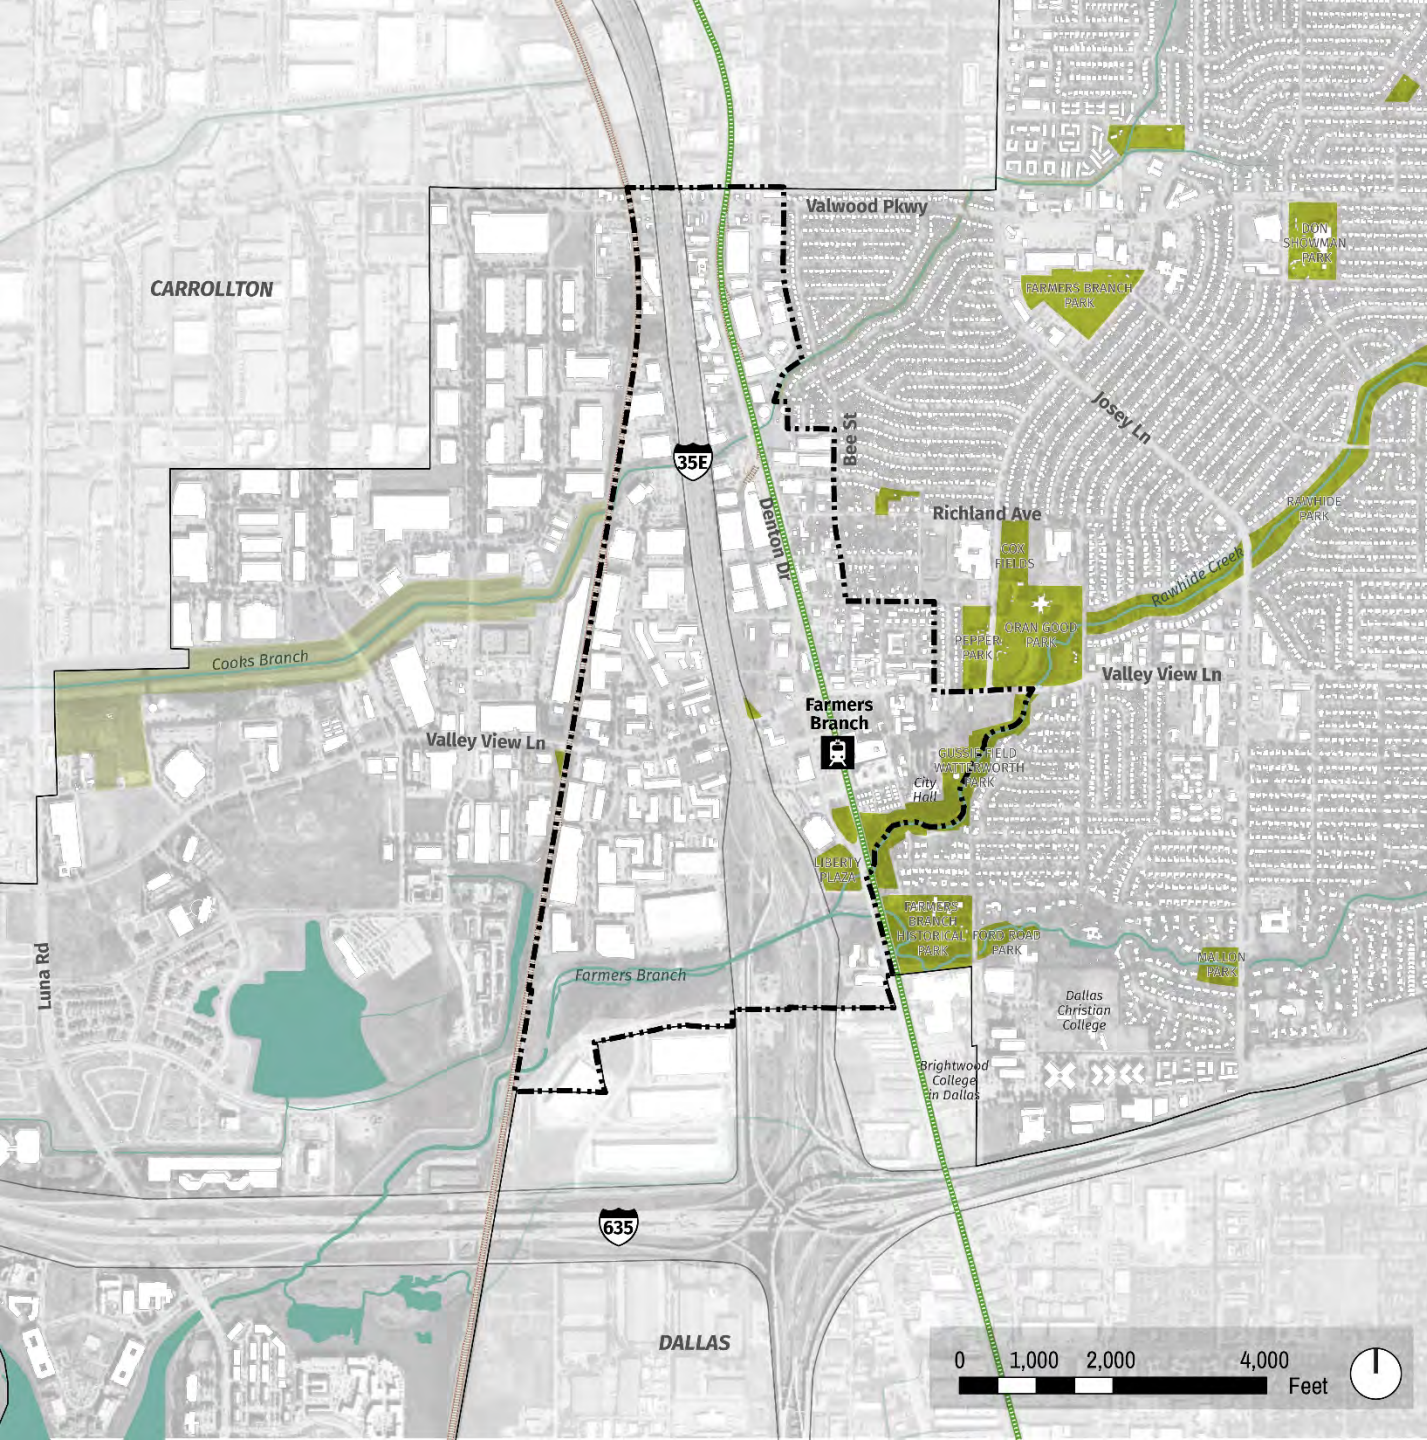 Valwood Pkwy
DON
SHOWMAN
PARK
CARROLLTON
FARMERS BRANCH
PARK
Josey Ln
Bee St
35E
Denton Dr
Richland Ave
RAWHIDE
PARK
COX
FIELDS
Rawhide Creek
ORAN GOOD
PARK
PEPPER
PARK
Cooks Branch
Valley View Ln
Farmers
Branch
Valley View Ln
GUSSIE FIELD
WATTERWORTH
PARK
City
Hall
LIBERTY
PLAZA
FARMERS
BRANCH
HISTORICAL
PARK
FORD ROAD
PARK
MALLON
PARK
Luna Rd
Farmers Branch
Dallas
Christian
College
Brightwood
College
in Dallas
635
DALLAS
0 1,000 2,000 4,000
Feet